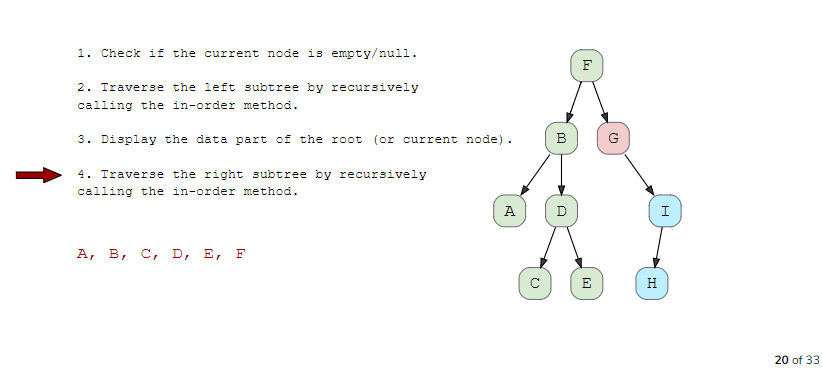 1. Check if the current node is empty/null.
2. Traverse the left subtree by recursively
calling the in-order method.
3. Display the data part of the root (or current node).
4. Traverse the right subtree by recursively
calling the in-order method.
A, B, C, D, E, F
F
B
G
A
D
I
C
E
H
20 of 33